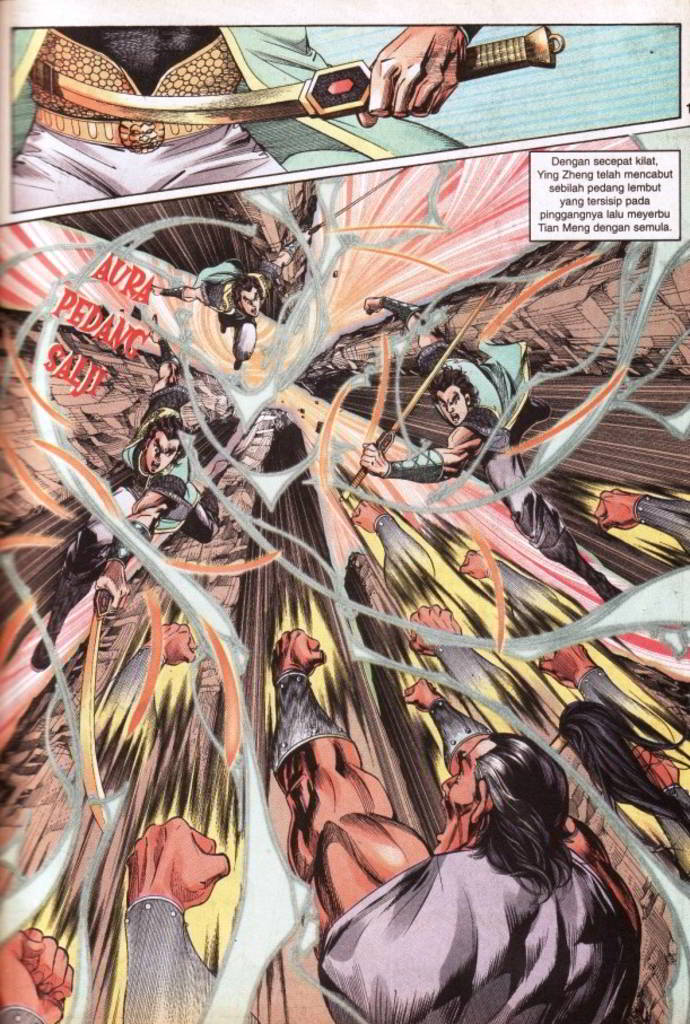 Dengan secepat kilat,
Ying Zheng telah mencabut
sebilah pedang lembut
yang tersisip pada
pinggangnya lalu meyerbu
Tian Meng dengan semula.
AURA
PEDANG
SALJI